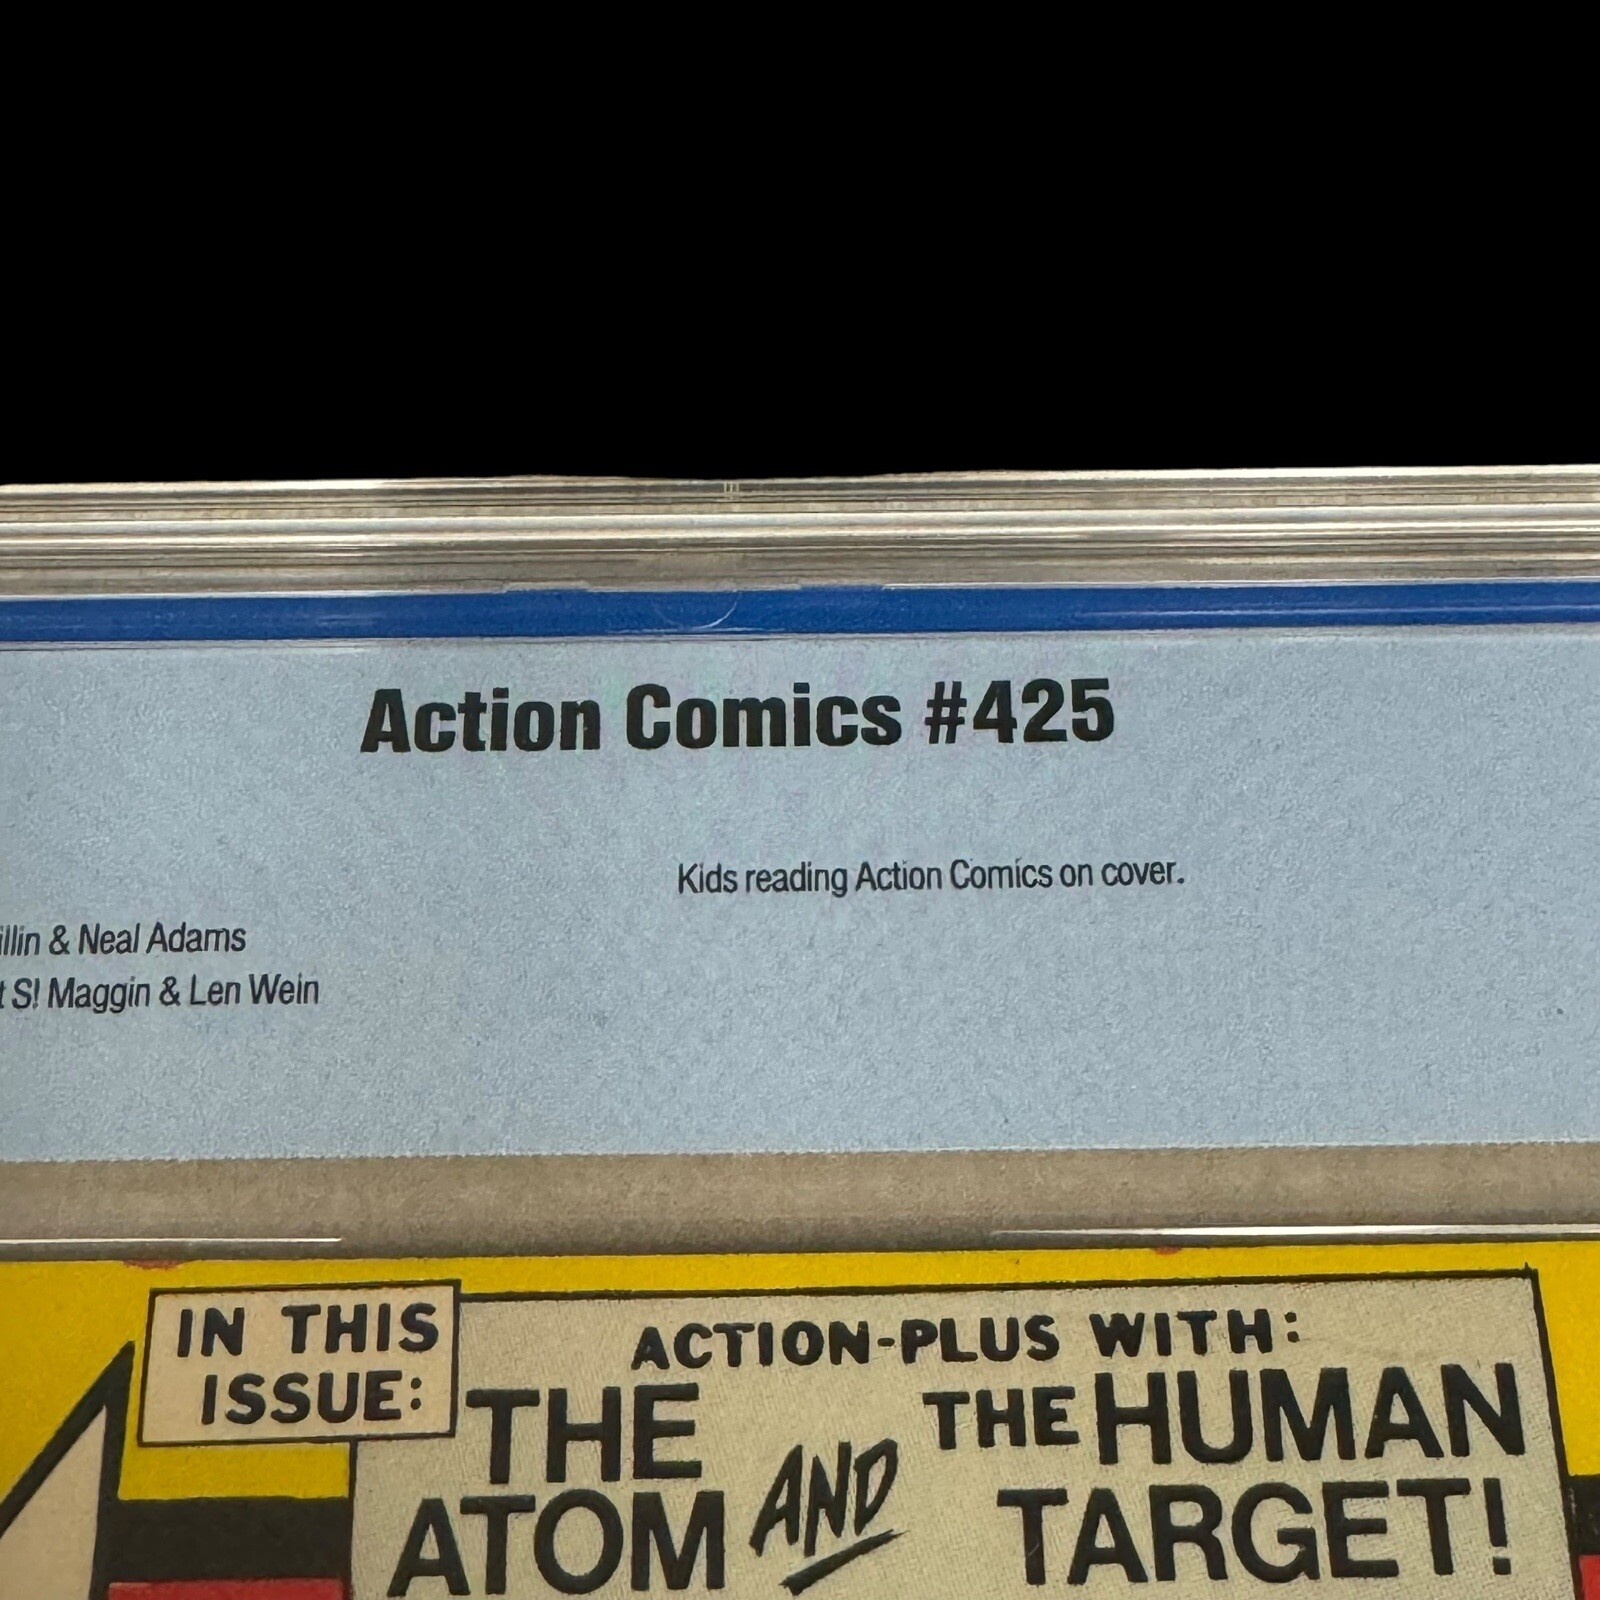 Action Comics #425
Kids reading Action Comics on cover.
illin & Neal Adams
t S! Maggin & Len Wein
IN THIS
ISSUE:
ACTION-PLUS WITH:
THE
ATOM
AND
THE HUMAN
TARGET!